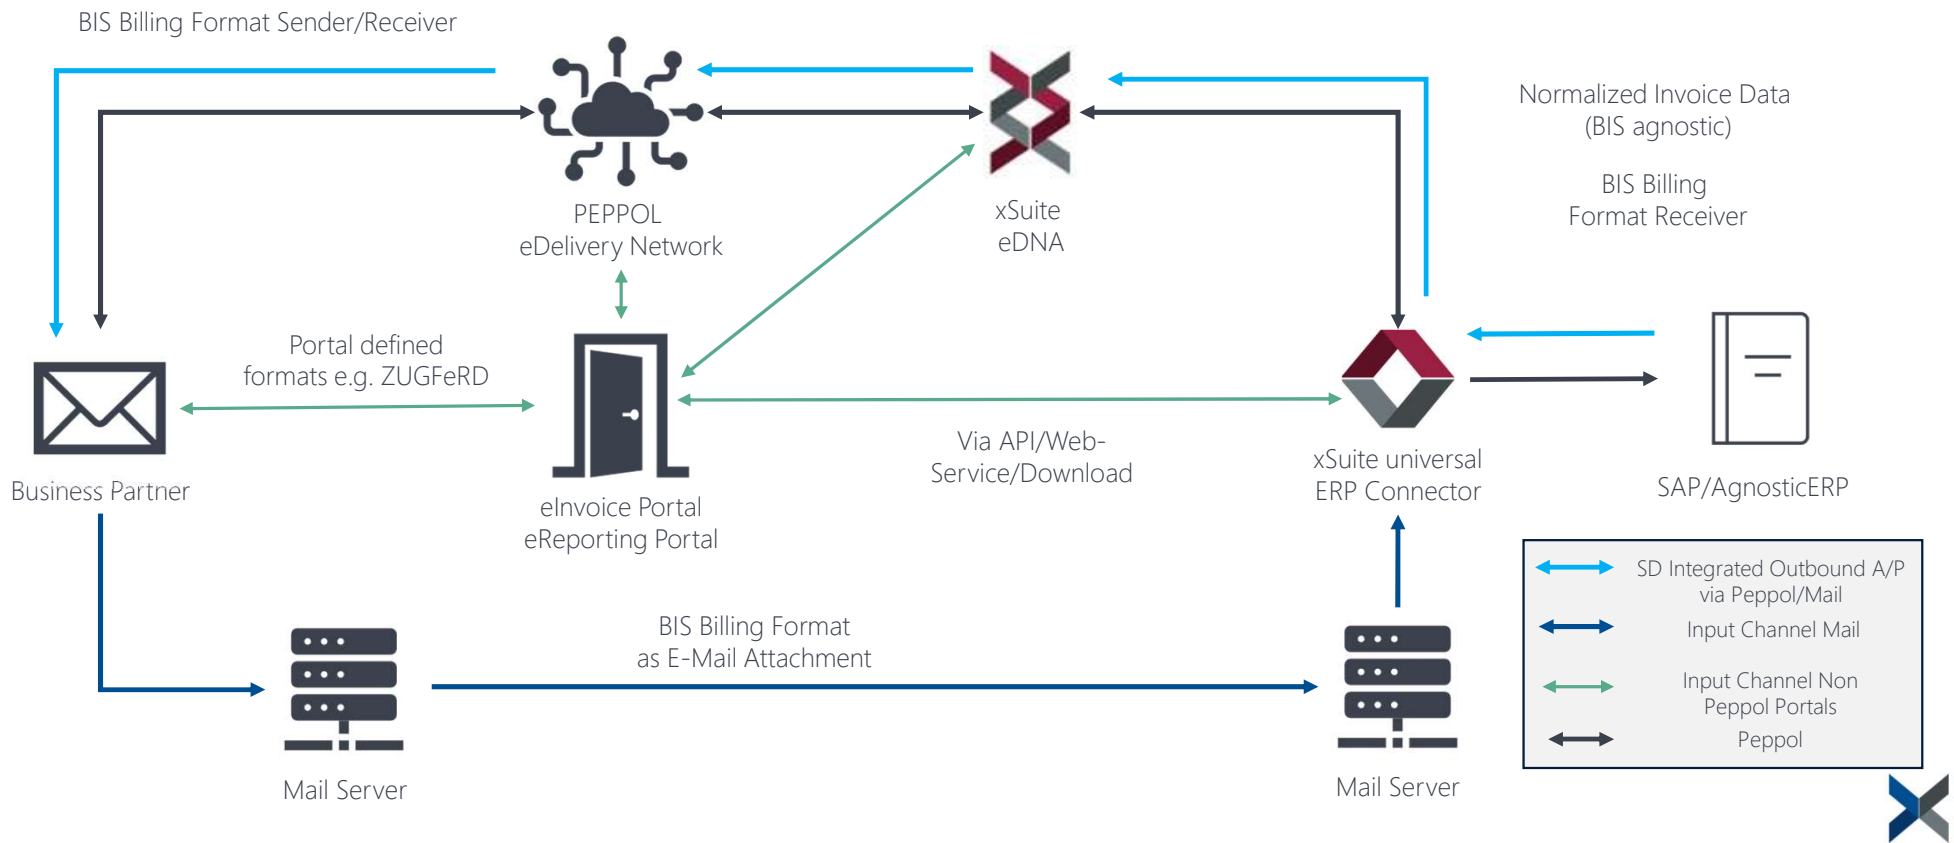 BIS Billing Format Sender/Receiver
Normalized Invoice Data
(BIS agnostic)
BIS Billing
Format Receiver
PEPPOL
eDelivery Network
xSuite
eDNA
Portal defined
formats e.g. ZUGFeRD
Via API/Web-
Service/Download
Business Partner
eInvoice Portal
eReporting Portal
xSuite universal
ERP Connector
SAP/AgnosticERP
BIS Billing Format
as E-Mail Attachment
Mail Server
Mail Server
SD Integrated Outbound A/P
via Peppol/Mail
Input Channel Mail
Input Channel Non
Peppol Portals
Peppol